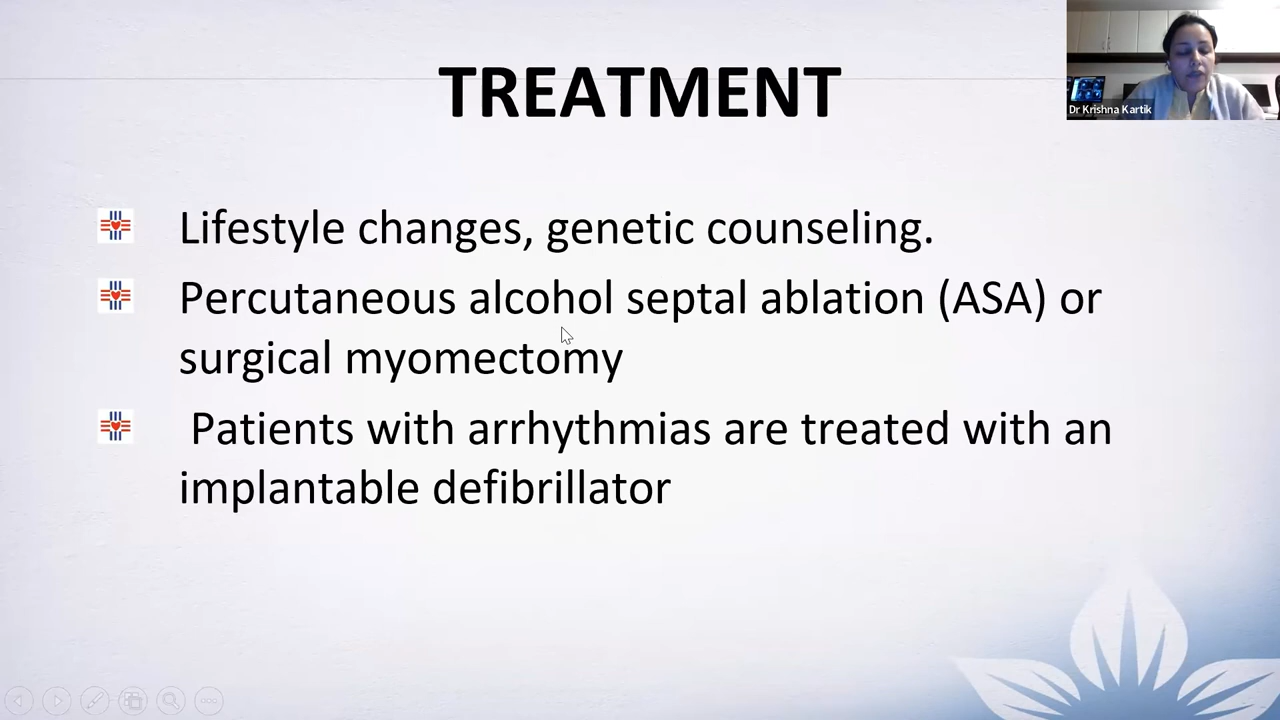 TREATMENT
Dr Krishna Kartik
Lifestyle changes, genetic counseling.
Percutaneous alcohol septal ablation (ASA) or
surgical myomectomy
Patients with arrhythmias are treated with an
implantable defibrillator